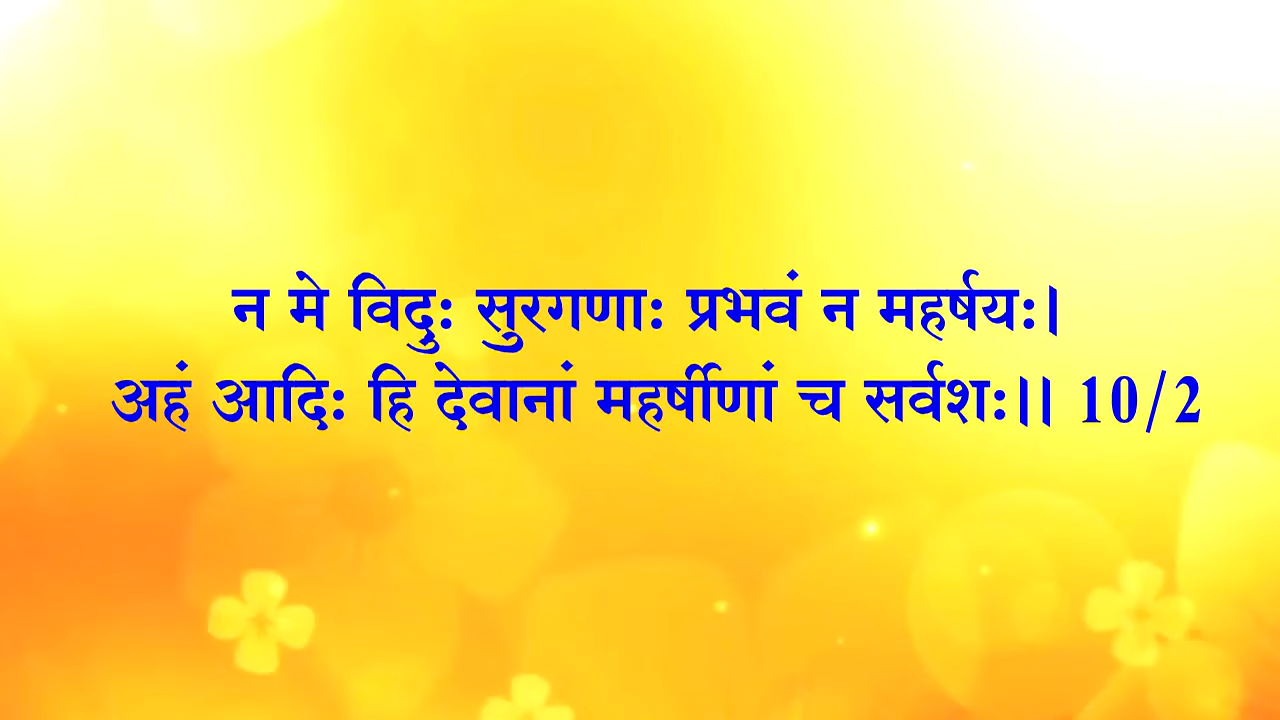 न मे विदुः सुरगणाः प्रभवं न महर्षयः।
अहं आदिः हि देवानां महर्षीणां च सर्वशः।। 10/2